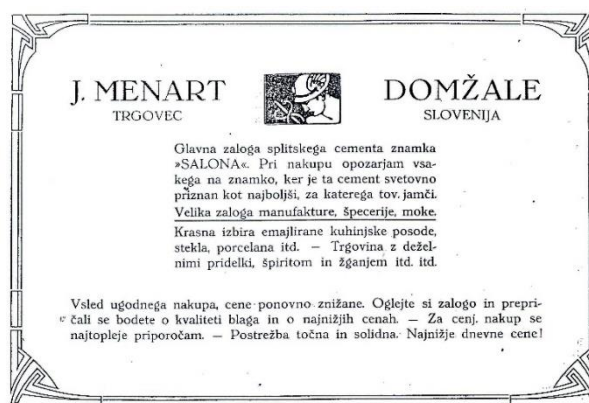 J. MENART
TRGOVEC
DOMŽALE
SLOVENIJA
Glavna zaloga splitskega cementa znamka
»SALONA«. Pri nakupu opozarjam vsa-
kega na znamko, ker je ta cement svetovno
priznan kot najboljši, za katerega tov. jamči.
Velika zaloga manufakture, špecerije, moke.
Krasna izbira emajlirane kuhinjske posode,
stekla, porcelana itd. — Trgovina z dežel-
nimi pridelki, špiritom in žganjem itd. itd.
Vsled ugodnega nakupa, cene ponovno znižane. Oglejte si zalogo in prepri-
čali se bodete o kvaliteti blaga in o najnižjih cenah. — Za cenj. nakup se
najtopleje priporočam. — Postrežba točna in solidna. Najnižje dnevne cene!